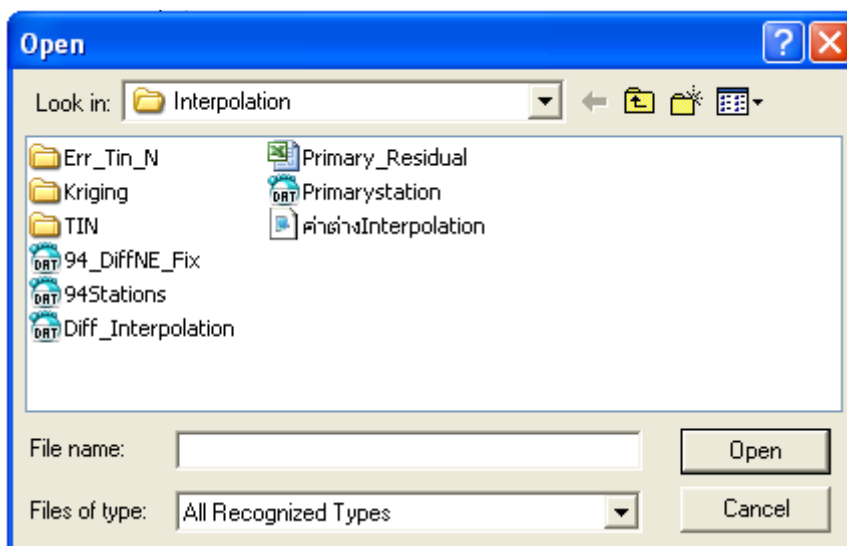 Open
Look in: Interpolation
Err_Tin_N
Kriging
TIN
94_DiffNE_Fix
94Stations
Diff_Interpolation
Primary_Residual
Primarystation
ค่าต่างInterpolation
File name:
Open
Files of type: All Recognized Types
Cancel